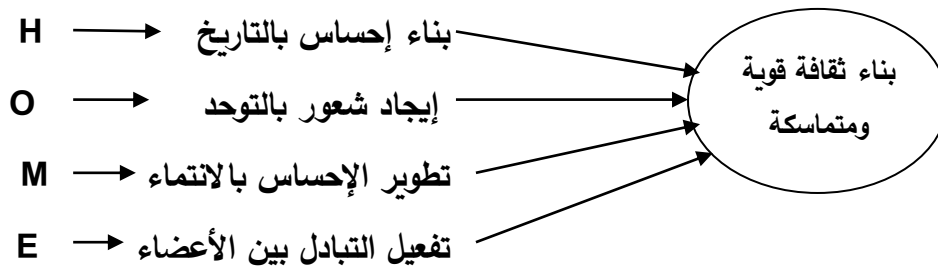 H بناء إحساس بالتاريخ
O إيجاد شعور بالتوحد
M تطوير الإحساس بالانتماء
E تفعيل التبادل بين الأعضاء
بناء ثقافة قوية
ومتماسكة